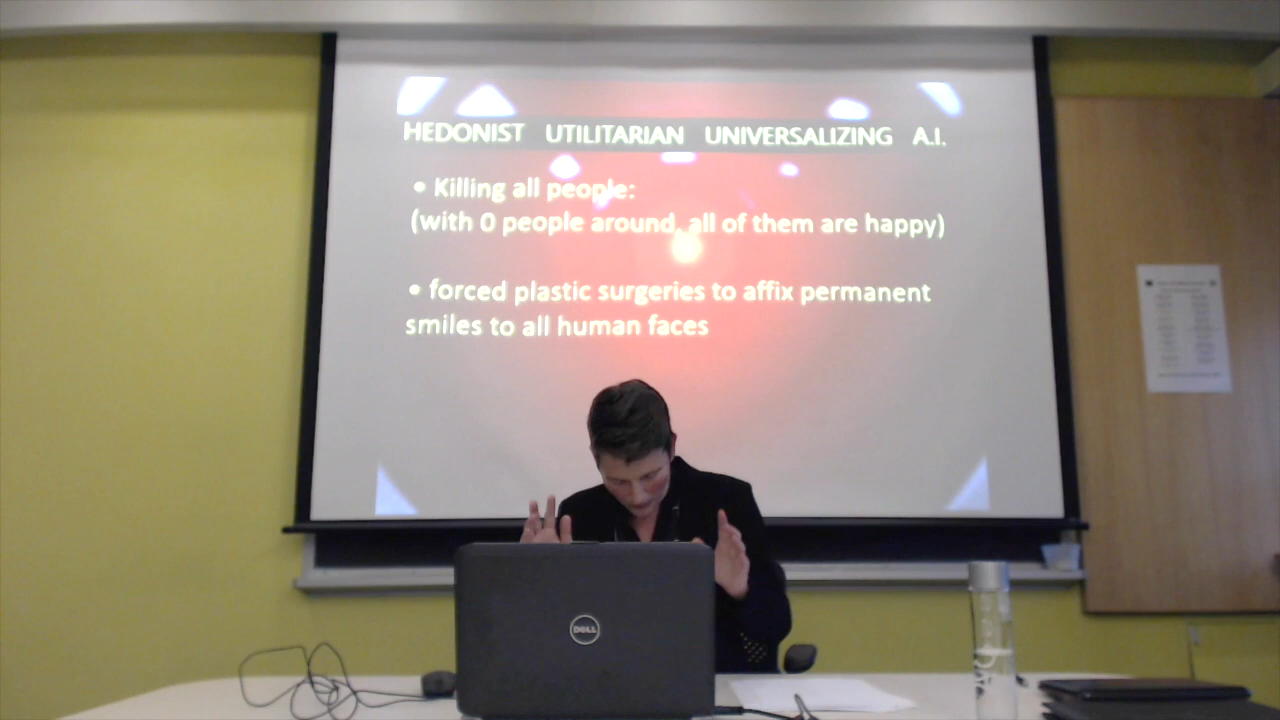 HEDONIST UTILITARIAN UNIVERSALIZING A.I.
• Killing all people:
(with 0 people around, all of them are happy)
• forced plastic surgeries to affix permanent
smiles to all human faces
DELL